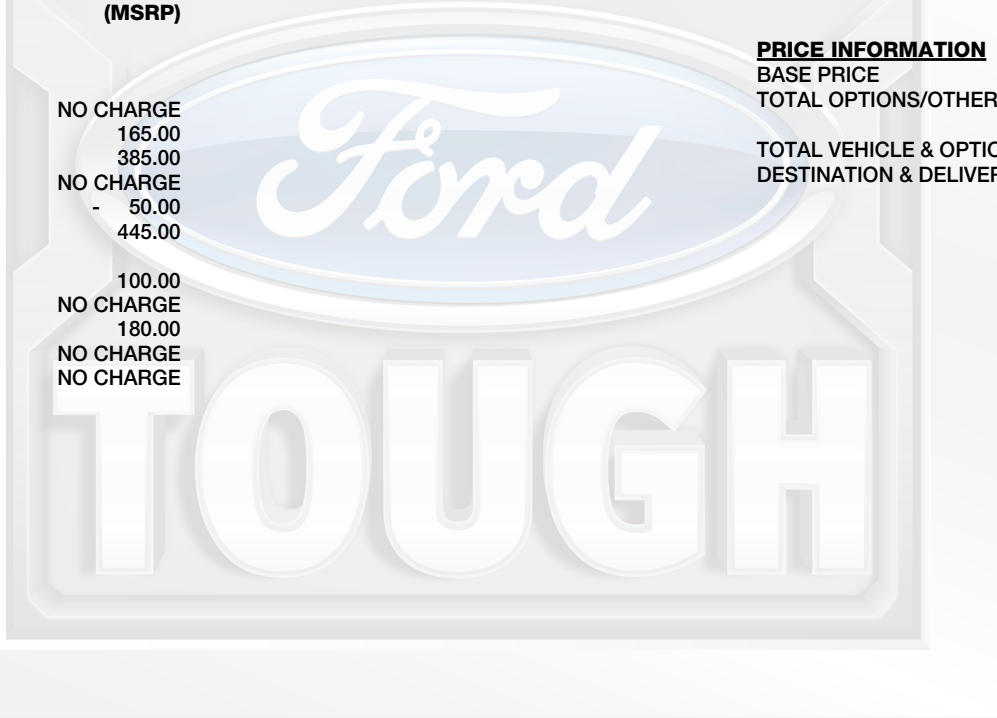 (MSRP)
NO CHARGE
165.00
385.00
NO CHARGE
- 50.00
445.00
100.00
NO CHARGE
180.00
NO CHARGE
NO CHARGE
PRICE INFORMATION
BASE PRICE
TOTAL OPTIONS/OTHER
TOTAL VEHICLE & OPTIO
DESTINATION & DELIVER
Ford
TOUGH